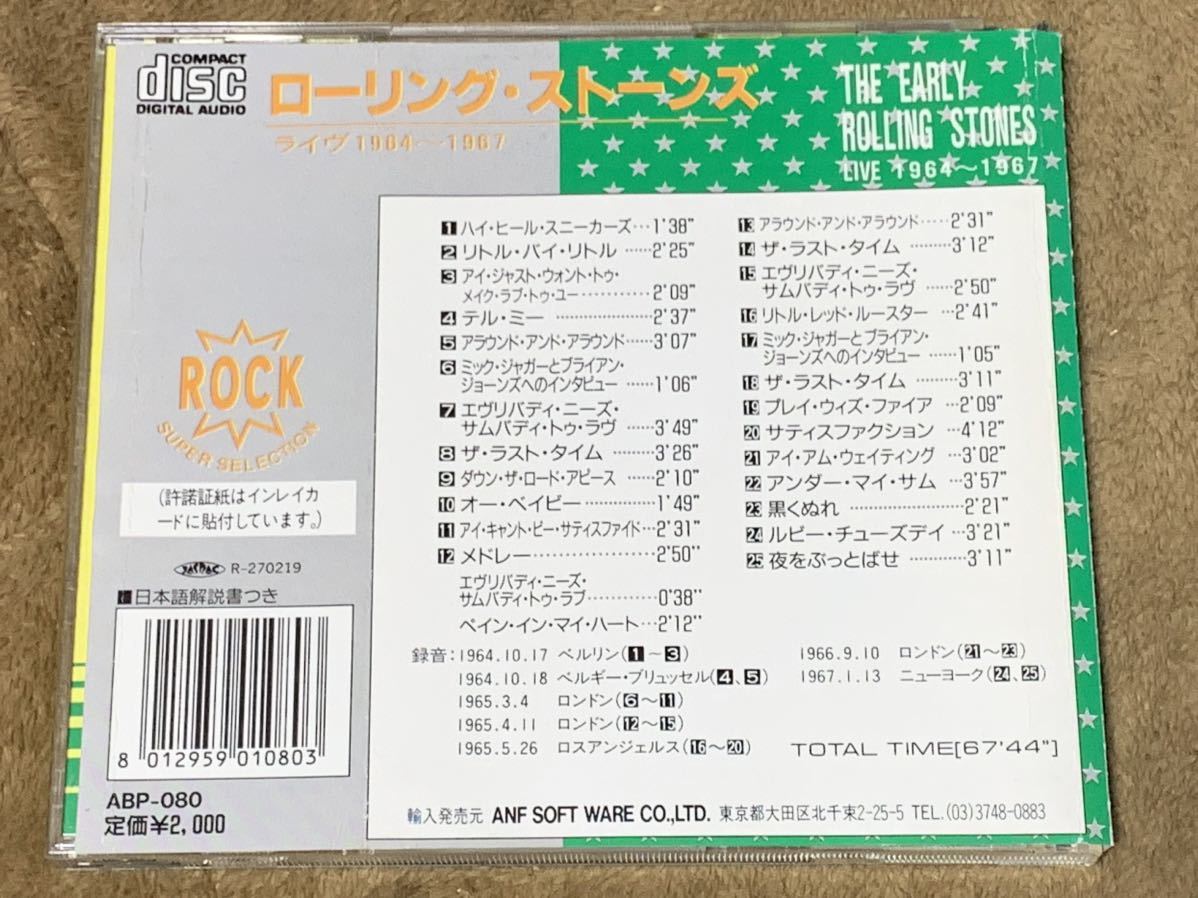 COMPACT
disc
DIGITAL AUDIO
ローリング・ストーンズ
ライヴ1964〜1967
THE EARLY
ROLLING STONES
LIVE 1964〜1967
1 ハイ・ヒール・スニーカーズ…1'38"
2 リトル・バイ・リトル……2'25"
3 アイ・ジャスト・ウォント・トゥ・
メイク・ラブ・トゥ・ユー…………2'09"
4 テル・ミー……………2'37"
5 アラウンド・アンド・アラウンド……3'07"
6 ミック・ジャガーとブライアン・
ジョーンズへのインタビュー……1'06"
7 エヴリバディ・ニーズ・
サムバディ・トゥ・ラヴ……3'49"
8 ザ・ラスト・タイム………3'26"
9 ダウン・ザ・ロード・アピース……2'10"
10 オー・ベイビー…………1'49"
11 アイ・キャント・ビー・サティスファイド…2'31"
12 メドレー………………2'50"
エヴリバディ・ニーズ・
サムバディ・トゥ・ラブ…………0'38"
ペイン・イン・マイ・ハート…2'12"
13 アラウンド・アンド・アラウンド……2'31"
14 ザ・ラスト・タイム………3'12"
15 エヴリバディ・ニーズ・
サムバディ・トゥ・ラヴ……2'50"
16 リトル・レッド・ルースター…2'41"
17 ミック・ジャガーとブライアン・
ジョーンズへのインタビュー……1'05"
18 ザ・ラスト・タイム………3'11"
19 プレイ・ウィズ・ファイア…2'09"
20 サティスファクション…4'12"
21 アイ・アム・ウェイティング…3'02"
22 アンダー・マイ・サム……3'57"
23 黒くぬれ………………2'21"
24 ルビー・チューズデイ…3'21"
25 夜をぶっとばせ…………3'11"
録音:1964.10.17 ベルリン(1〜3)
1964.10.18 ベルギー・ブリュッセル(4、5)
1965.3.4 ロンドン(6〜11)
1965.4.11 ロンドン(12〜15)
1965.5.26 ロスアンジェルス(16〜20)
1966.9.10 ロンドン(21〜23)
1967.1.13 ニューヨーク(24、25)
TOTAL TIME[67'44"]
輸入発売元 ANF SOFT WARE CO.,LTD. 東京都大田区北千束2-25-5 TEL.(03)3748-0883
ROCK
SUPER SELECTION
(許諾証紙はインレイカ
ードに貼付しています。)
JASRAC R-270219
日本語解説書つき
8 012959 010803
ABP-080
定価¥2,000